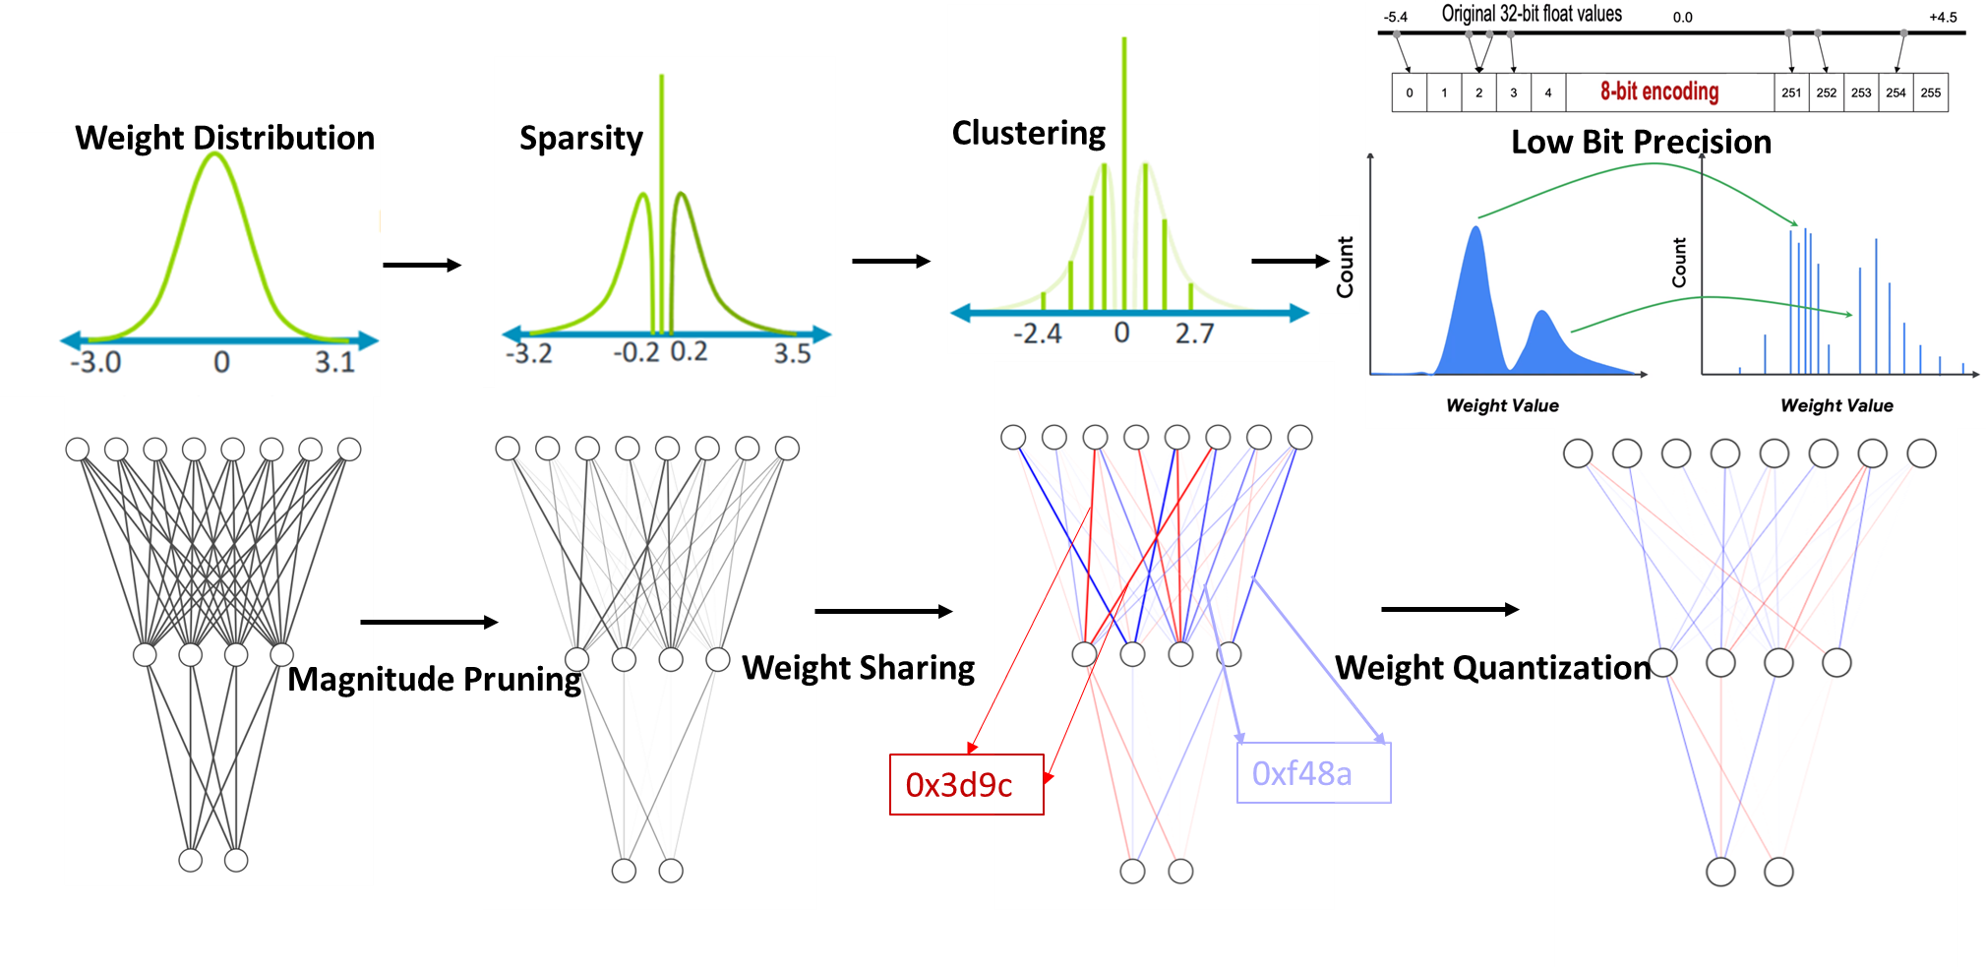 -5.4 Original 32-bit float values 0.0 +4.5
0 1 2 3 4 8-bit encoding 251 252 253 254 255
Weight Distribution
Sparsity
Clustering
Low Bit Precision
-3.0 0 3.1
-3.2 -0.2 0.2 3.5
-2.4 0 2.7
Count
Weight Value
Count
Weight Value
Magnitude Pruning
Weight Sharing
Weight Quantization
0x3d9c
0xf48a